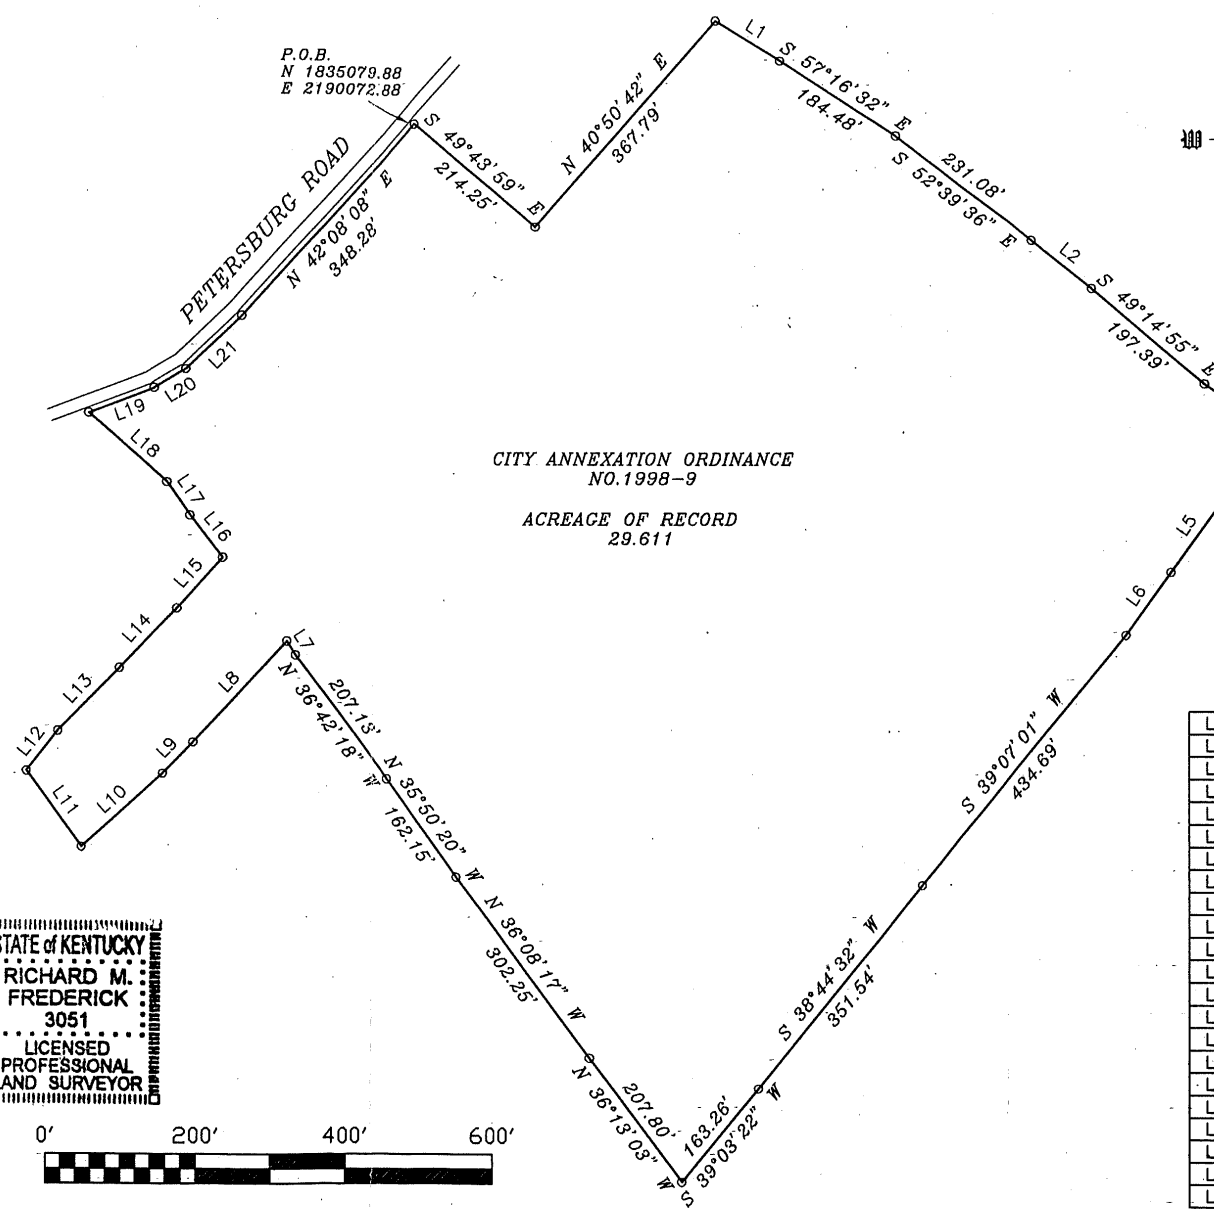 P.O.B.
N 1835079.88
E 2190072.88
PETERSBURG ROAD
S 49°43'59" E
214.25'
N 40°50'42" E
367.79'
L1
S 57°16'32" E
184.48'
231.08'
S 52°39'36" E
L2
S 49°14'55" E
197.39'
N 42°08'08" E
348.28'
L21
L20
L19
L18
L17
L16
L15
L14
L13
L12
L11
L10
L9
L8
L7
CITY ANNEXATION ORDINANCE
NO.1998-9
ACREAGE OF RECORD
29.611
L5
L6
S 39°07'01" W
434.69'
S 38°44'32" W
351.54'
163.26'
S 39°03'22" W
207.13'
N 36°42'18" W
N 35°50'20" W
162.15'
N 36°08'17" W
302.25'
207.80'
N 36°13'03" W
STATE of KENTUCKY
RICHARD M.
FREDERICK
3051
LICENSED
PROFESSIONAL
LAND SURVEYOR
0' 200' 400' 600'